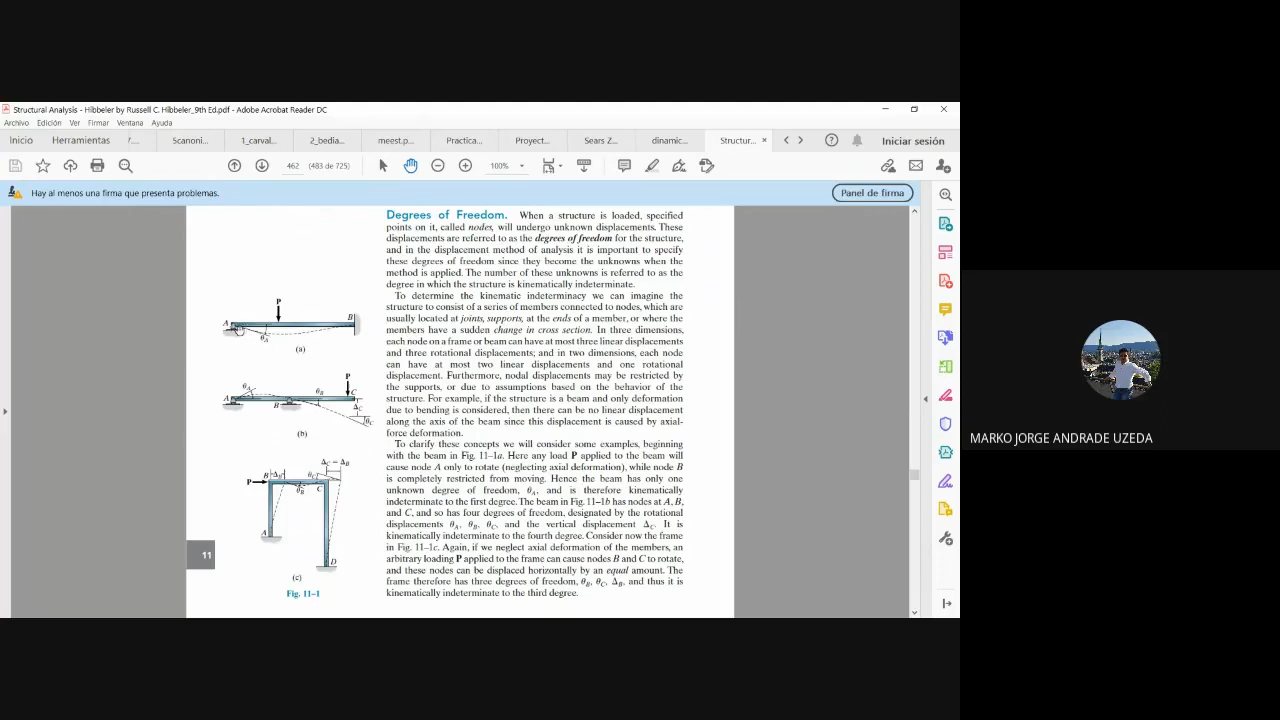 Structural Analysis - Hibbeler by Russell C. Hibbeler_9th Ed.pdf - Adobe Acrobat Reader DC
Archivo Edición Ver Firmar Ventana Ayuda
Inicio Herramientas 7... Scanoni... 1_carval... 2_bedia... meest.p... Practica... Proyect... Sears Z... dinamic... Structur... × Iniciar sesión
462 (483 de 725) 100%
Hay al menos una firma que presenta problemas. Panel de firma
Degrees of Freedom. When a structure is loaded, specified
points on it, called nodes, will undergo unknown displacements. These
displacements are referred to as the degrees of freedom for the structure,
and in the displacement method of analysis it is important to specify
these degrees of freedom since they become the unknowns when the
method is applied. The number of these unknowns is referred to as the
degree in which the structure is kinematically indeterminate.
To determine the kinematic indeterminacy we can imagine the
structure to consist of a series of members connected to nodes, which are
usually located at joints, supports, at the ends of a member, or where the
members have a sudden change in cross section. In three dimensions,
each node on a frame or beam can have at most three linear displacements
and three rotational displacements; and in two dimensions, each node
can have at most two linear displacements and one rotational
displacement. Furthermore, nodal displacements may be restricted by
the supports, or due to assumptions based on the behavior of the
structure. For example, if the structure is a beam and only deformation
due to bending is considered, then there can be no linear displacement
along the axis of the beam since this displacement is caused by axial-
force deformation.
To clarify these concepts we will consider some examples, beginning
with the beam in Fig. 11–1a. Here any load P applied to the beam will
cause node A only to rotate (neglecting axial deformation), while node B
is completely restricted from moving. Hence the beam has only one
unknown degree of freedom, θA, and is therefore kinematically
indeterminate to the first degree. The beam in Fig. 11–1b has nodes at A, B,
and C, and so has four degrees of freedom, designated by the rotational
displacements θA, θB, θC, and the vertical displacement ΔC. It is
kinematically indeterminate to the fourth degree. Consider now the frame
in Fig. 11–1c. Again, if we neglect axial deformation of the members, an
arbitrary loading P applied to the frame can cause nodes B and C to rotate,
and these nodes can be displaced horizontally by an equal amount. The
frame therefore has three degrees of freedom, θB, θC, ΔB, and thus it is
kinematically indeterminate to the third degree.
P
A B
θA
(a)
P
θA θB C
A
B ΔC
θC
(b)
ΔC = ΔB
B ΔB θC
P θB C
A
D
(c)
11
Fig. 11–1
MARKO JORGE ANDRADE UZEDA